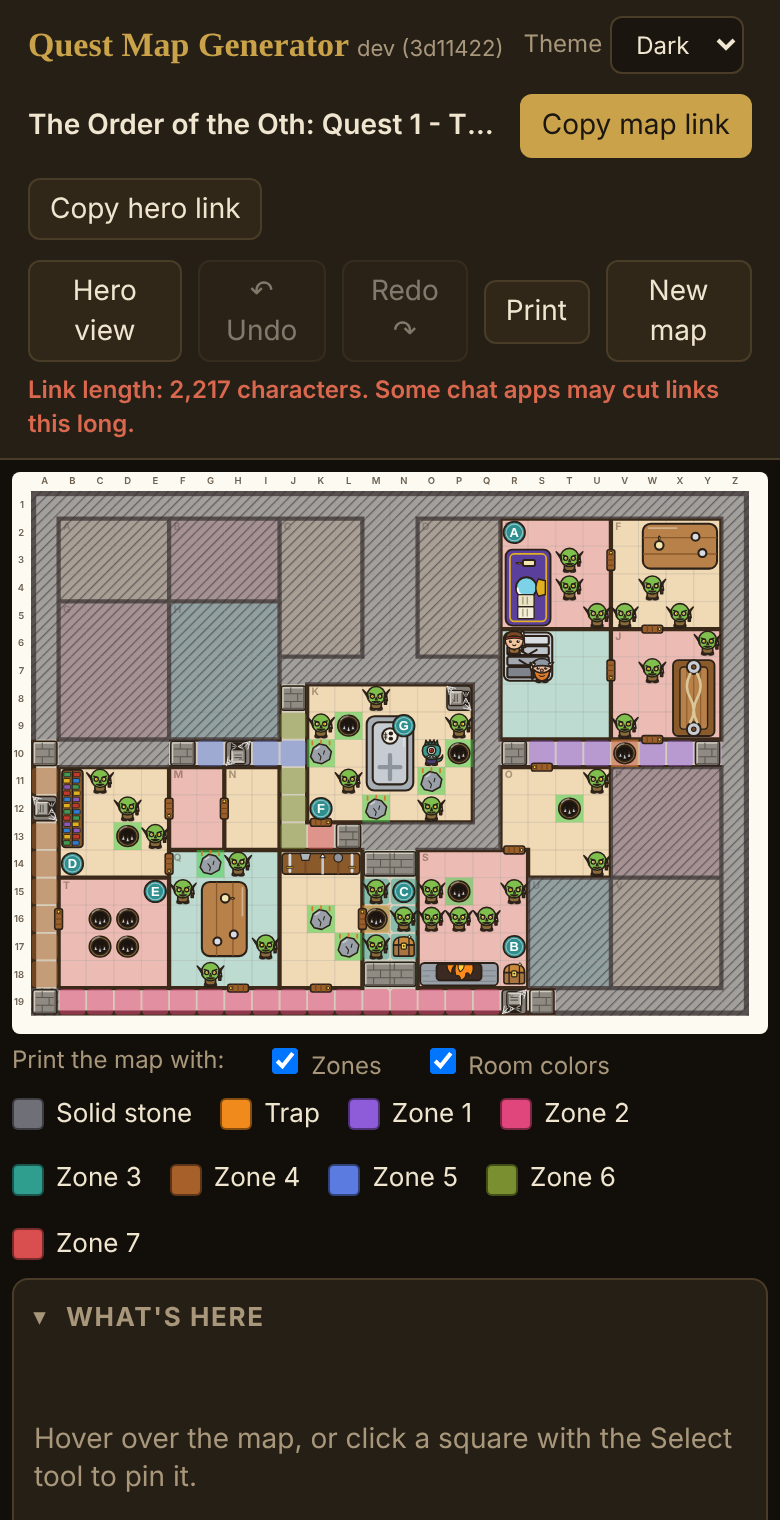 Quest Map Generator dev (3d11422) Theme Dark
The Order of the Oth: Quest 1 - T... Copy map link
Copy hero link
Hero view ↶ Undo Redo ↷ Print New map
Link length: 2,217 characters. Some chat apps may cut links
this long.
A B C D E F G H I J K L M N O P Q R S T U V W X Y Z
1
2 A F
3
4
5
6 J
7
8 K
9 G
10
11 M N O
12 F
13
14 D Q S
15 T E C U
16
17 B
18
19
Print the map with: Zones Room colors
Solid stone Trap Zone 1 Zone 2
Zone 3 Zone 4 Zone 5 Zone 6
Zone 7
▾ WHAT'S HERE
Hover over the map, or click a square with the Select
tool to pin it.